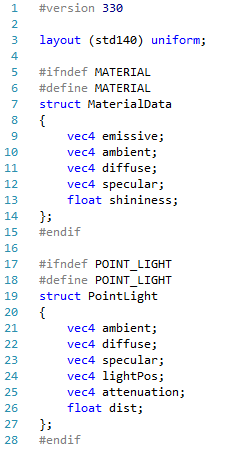 1 #version 330
2
3 layout (std140) uniform;
4
5 #ifndef MATERIAL
6 #define MATERIAL
7 struct MaterialData
8 {
9     vec4 emissive;
10     vec4 ambient;
11     vec4 diffuse;
12     vec4 specular;
13     float shininess;
14 };
15 #endif
16
17 #ifndef POINT_LIGHT
18 #define POINT_LIGHT
19 struct PointLight
20 {
21     vec4 ambient;
22     vec4 diffuse;
23     vec4 specular;
24     vec4 lightPos;
25     vec4 attenuation;
26     float dist;
27 };
28 #endif